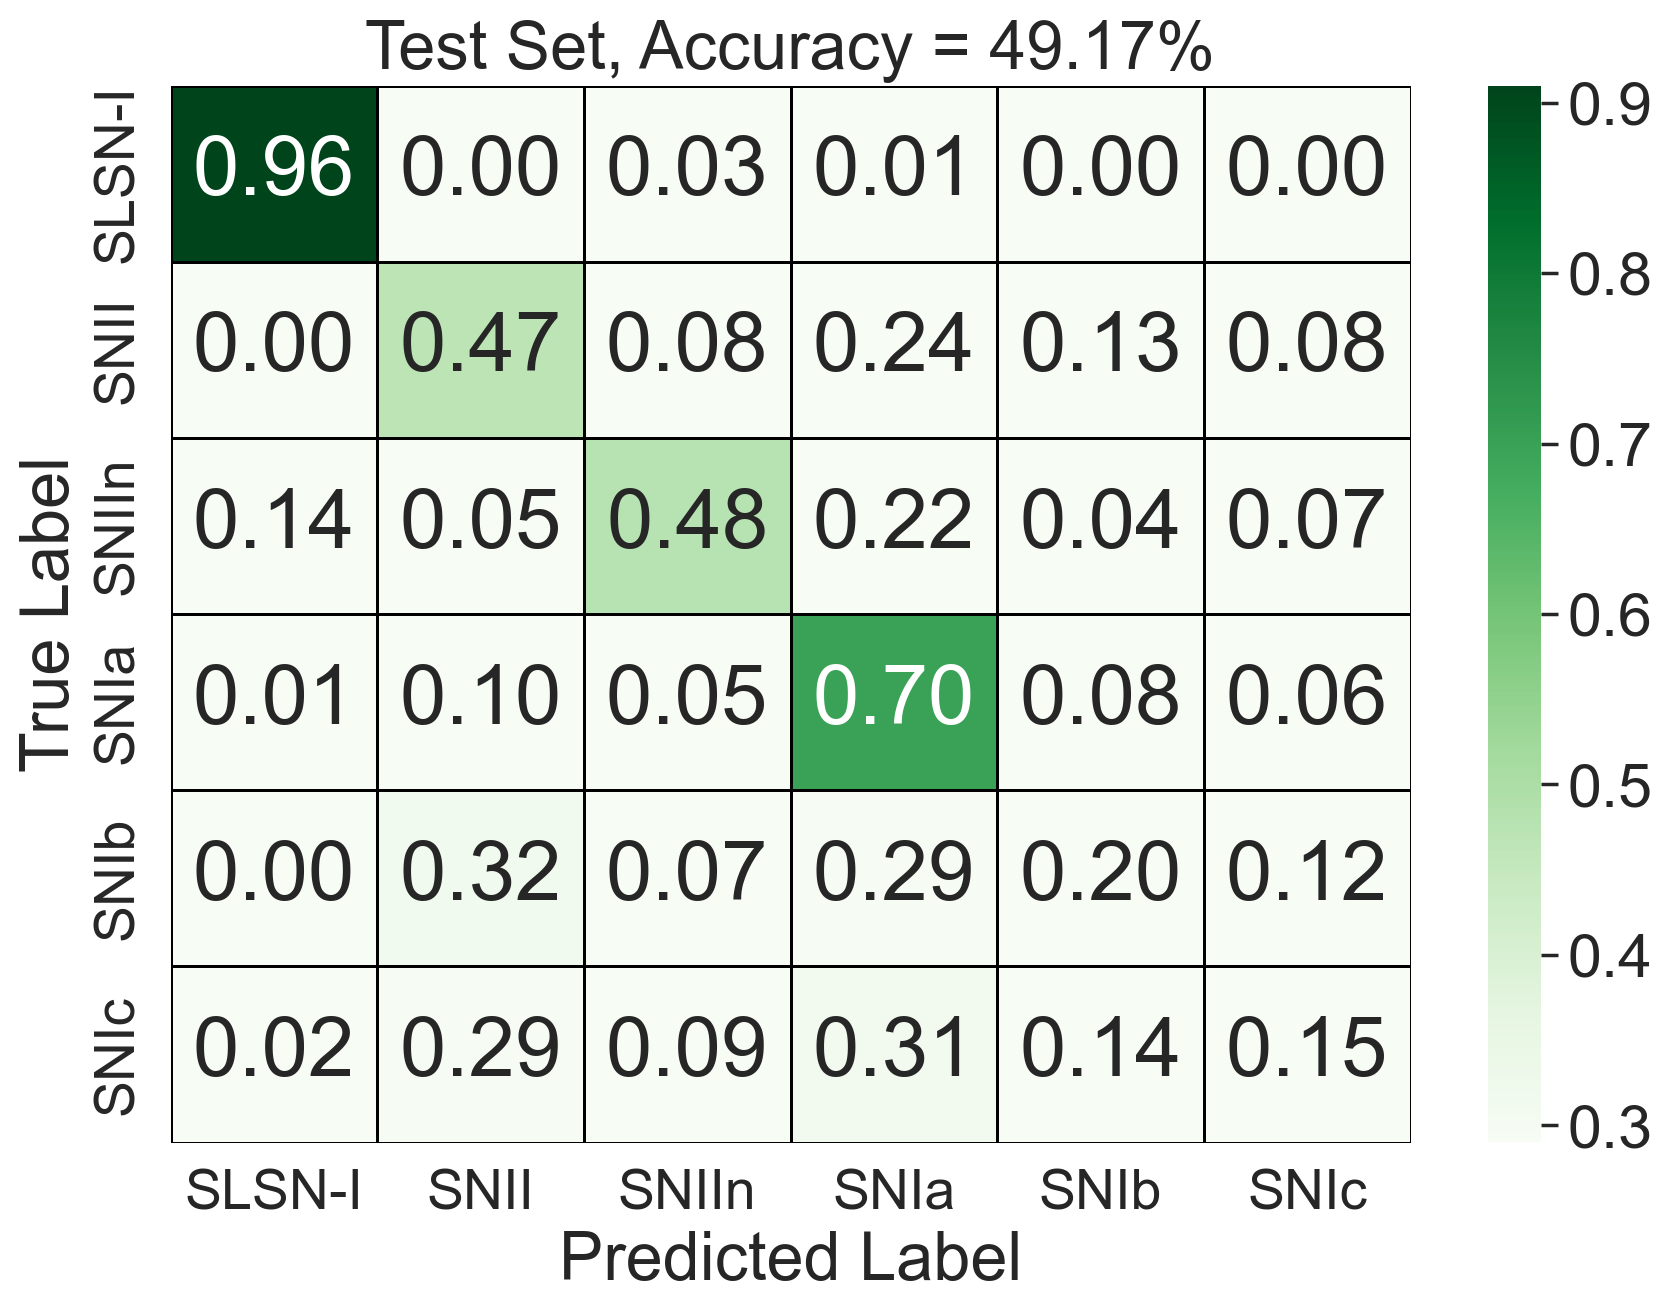 Test Set, Accuracy = 49.17%
SLSN-I 0.96 0.00 0.03 0.01 0.00 0.00
SNII 0.00 0.47 0.08 0.24 0.13 0.08
SNIIn 0.14 0.05 0.48 0.22 0.04 0.07
SNIa 0.01 0.10 0.05 0.70 0.08 0.06
SNIb 0.00 0.32 0.07 0.29 0.20 0.12
SNIc 0.02 0.29 0.09 0.31 0.14 0.15
SLSN-I SNII SNIIn SNIa SNIb SNIc
Predicted Label
True Label
0.9
0.8
0.7
0.6
0.5
0.4
0.3